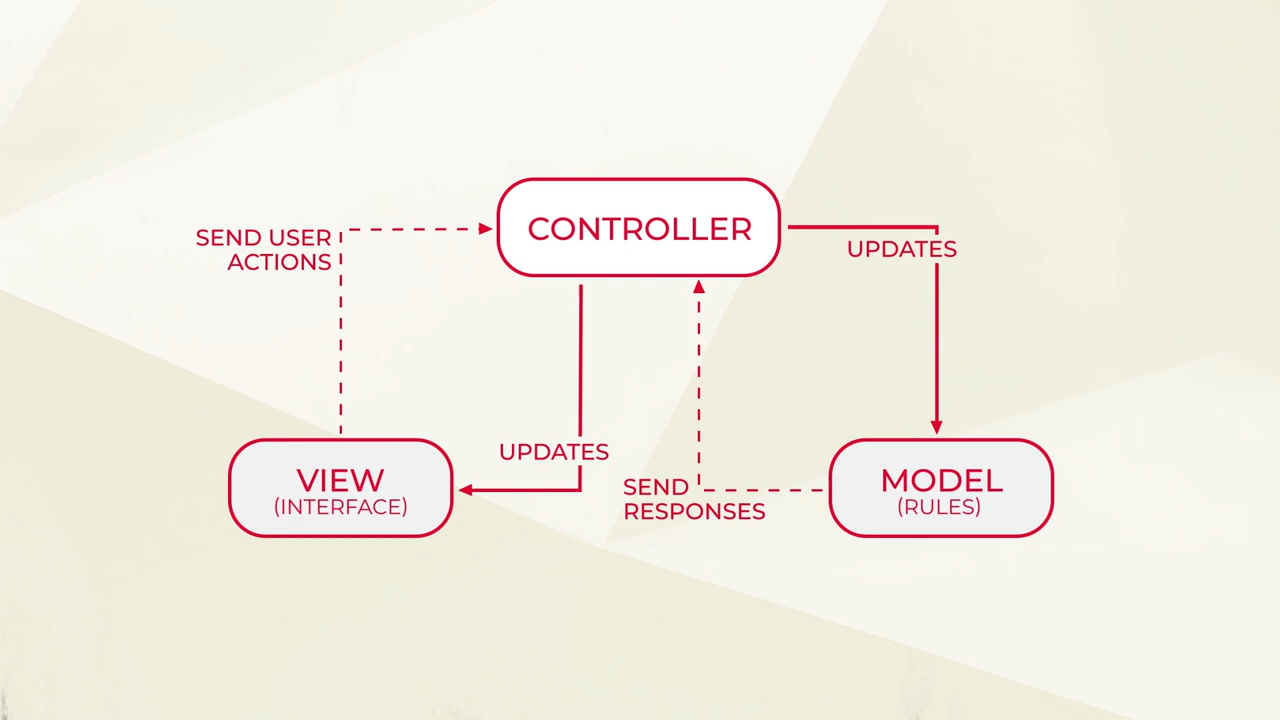 CONTROLLER
SEND USER
ACTIONS
UPDATES
UPDATES
VIEW
(INTERFACE)
SEND
RESPONSES
MODEL
(RULES)